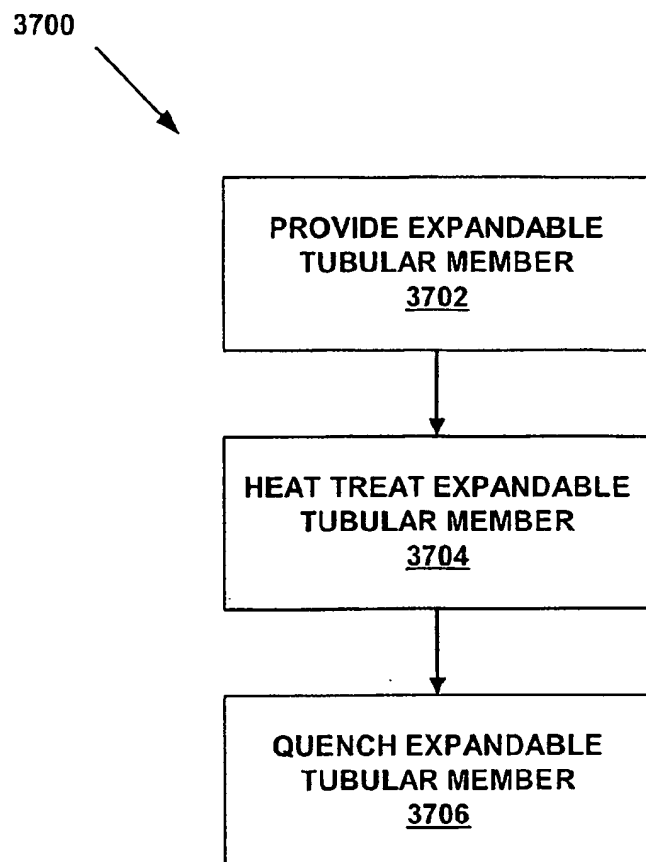 3700
PROVIDE EXPANDABLE
TUBULAR MEMBER
3702
HEAT TREAT EXPANDABLE
TUBULAR MEMBER
3704
QUENCH EXPANDABLE
TUBULAR MEMBER
3706